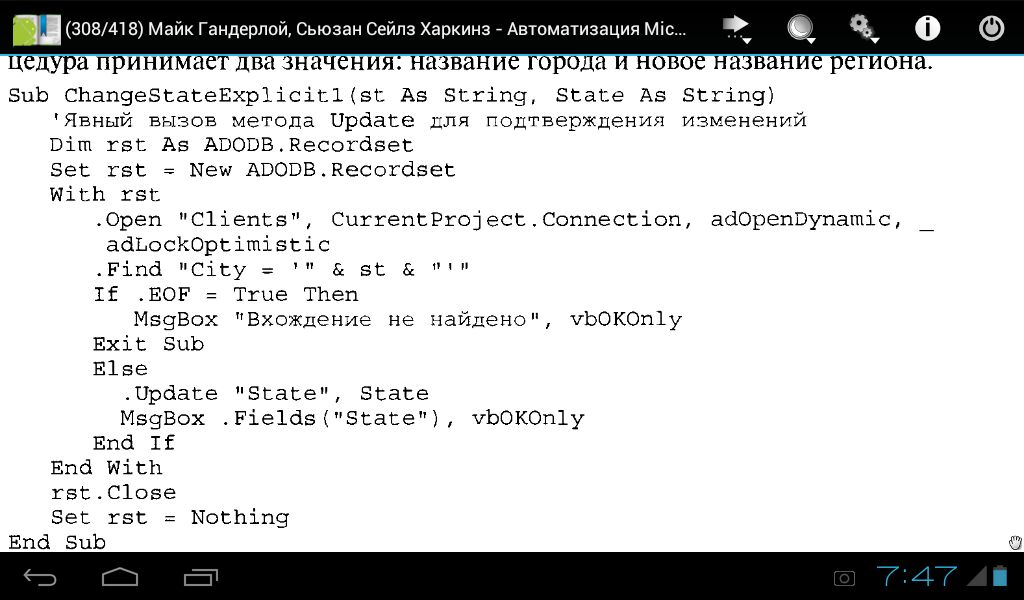 (308/418) Майк Гандерлой, Сьюзан Сейлз Харкинз - Автоматизация Mic...
цедура принимает два значения: название города и новое название региона.
Sub ChangeStateExplicit1(st As String, State As String)
'Явный вызов метода Update для подтверждения изменений
Dim rst As ADODB.Recordset
Set rst = New ADODB.Recordset
With rst
.Open "Clients", CurrentProject.Connection, adOpenDynamic, _
adLockOptimistic
.Find "City = '" & st & "'"
If .EOF = True Then
MsgBox "Вхождение не найдено", vbOKOnly
Exit Sub
Else
.Update "State", State
MsgBox .Fields("State"), vbOKOnly
End If
End With
rst.Close
Set rst = Nothing
End Sub
7:47